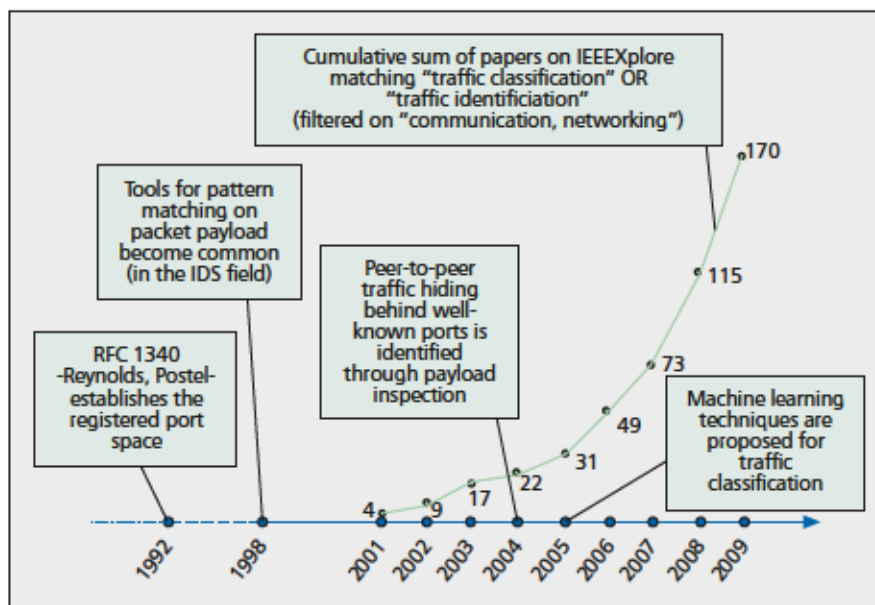 Cumulative sum of papers on IEEEXplore
matching “traffic classification” OR
“traffic identificiation”
(filtered on “communication, networking”)
170
Tools for pattern
matching on
packet payload
become common
(in the IDS field)
Peer-to-peer
traffic hiding
behind well-
known ports is
identified
through payload
inspection
115
RFC 1340
-Reynolds, Postel-
establishes the
registered port
space
73
Machine learning
techniques are
proposed for
traffic
classification
49
31
22
17
9
4
1992
1998
2001
2002
2003
2004
2005
2006
2007
2008
2009